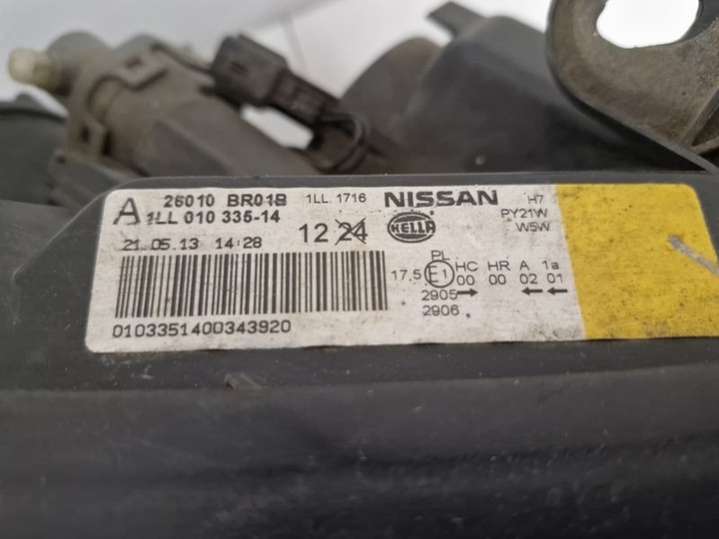 26010 BR01B 1LL 1716 NISSAN H7
A 1LL 010 335-14 PY21W
21.05.13 14:28 12 24 HELLA W5W
PL
17,5 E1 HC HR A 1a
00 00 02 01
2905
2906
0103351400343920